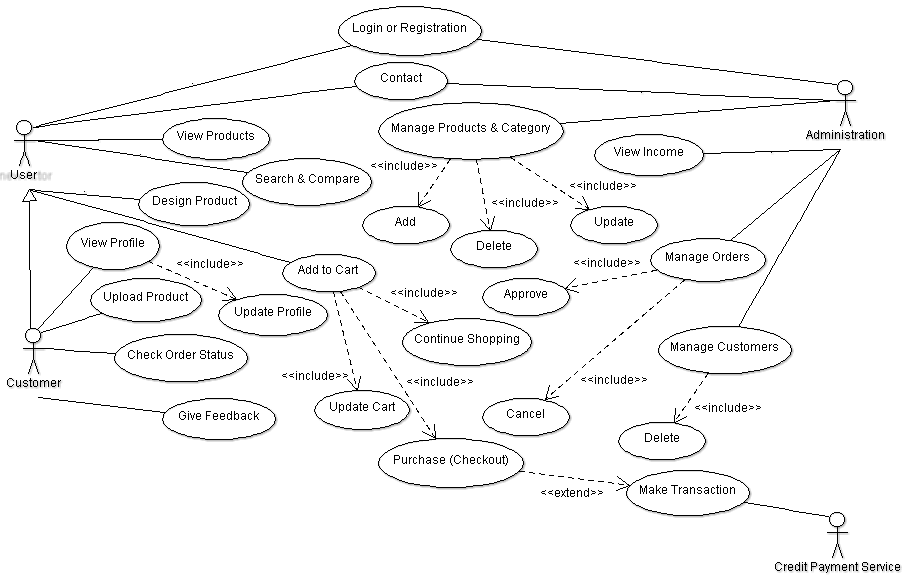 Login or Registration
Contact
Administration
Manage Products & Category
View Products
View Income
User
Search & Compare
<<include>>
<<include>>
<<include>>
Design Product
Add
Update
Delete
View Profile
<<include>>
Add to Cart
Manage Orders
<<include>>
<<include>>
Approve
Upload Product
Update Profile
Continue Shopping
Check Order Status
Manage Customers
Customer
<<include>>
<<include>>
<<include>>
Update Cart
<<include>>
Give Feedback
Cancel
Delete
Purchase (Checkout)
<<extend>>
Make Transaction
Credit Payment Service